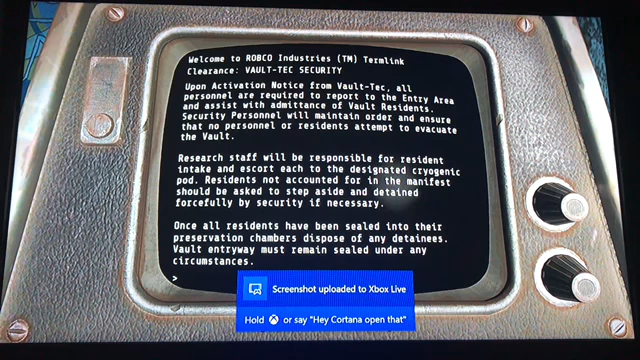 Welcome to ROBCO Industries (TM) Termlink
Clearance: VAULT-TEC SECURITY
Upon Activation Notice from Vault-Tec, all
personnel are required to report to the Entry Area
and assist with admittance of Vault Residents.
Security Personnel will maintain order and ensure
that no personnel or residents attempt to evacuate
the Vault.
Research staff will be responsible for resident
intake and escort each to the designated cryogenic
pod. Residents not accounted for in the manifest
should be asked to step aside and detained
forcefully by security if necessary.
Once all residents have been sealed into their
preservation chambers dispose of any detainees.
Vault entryway must remain sealed under any
circumstances.
>
Screenshot uploaded to Xbox Live
Hold or say "Hey Cortana open that"